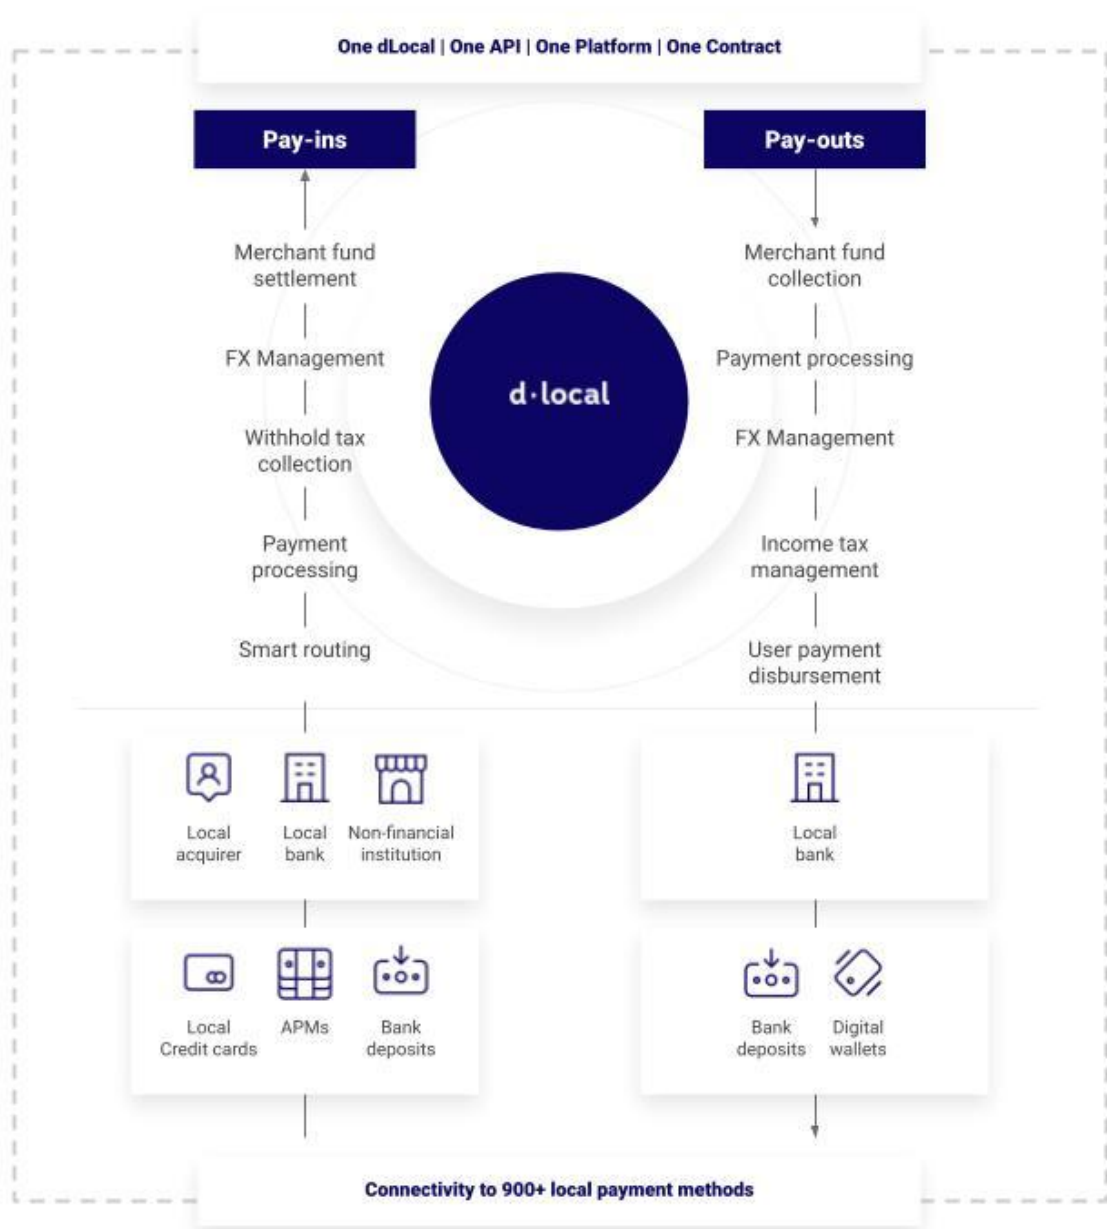 One dLocal | One API | One Platform | One Contract
Pay-ins
Merchant fund
settlement
FX Management
Withhold tax
collection
Payment
processing
Smart routing
Local
acquirer
Local
bank
Non-financial
institution
Local
Credit cards
APMs
Bank
deposits
d·local
Pay-outs
Merchant fund
collection
Payment processing
FX Management
Income tax
management
User payment
disbursement
Local
bank
Bank
deposits
Digital
wallets
Connectivity to 900+ local payment methods